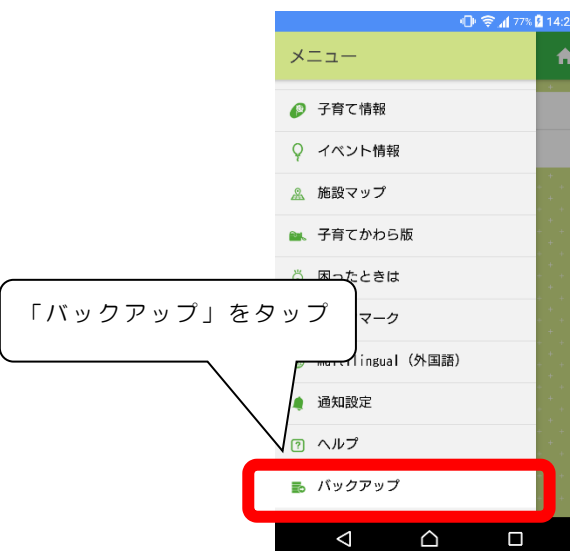 77% 14:2
メニュー
子育て情報
イベント情報
施設マップ
子育てかわら版
困ったときは
「バックアップ」をタップ
マーク
multilingual（外国語）
通知設定
ヘルプ
バックアップ